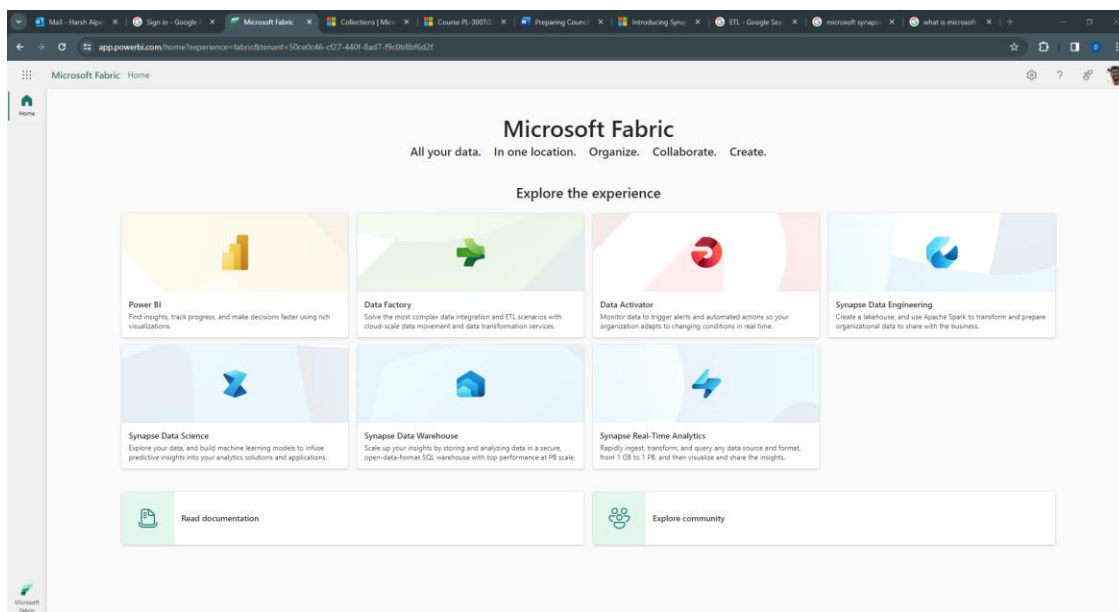 Mail - Harsh Alpe
Sign in - Google A
Microsoft Fabric
Collections | Micr
Course PL-300T0
Preparing Counci
Introducing Syna
ETL - Google Sea
microsoft synaps
what is microsoft
app.powerbi.com/home?experience=fabric&tenant=50ce0c46-cf27-440f-8ad7-f9c0b8bf6d2f
Microsoft Fabric Home
Home
Microsoft Fabric
All your data. In one location. Organize. Collaborate. Create.
Explore the experience
Power BI
Find insights, track progress, and make decisions faster using rich
visualizations.
Data Factory
Solve the most complex data integration and ETL scenarios with
cloud-scale data movement and data transformation services.
Data Activator
Monitor data to trigger alerts and automated actions so your
organization adapts to changing conditions in real time.
Synapse Data Engineering
Create a lakehouse, and use Apache Spark to transform and prepare
organizational data to share with the business.
Synapse Data Science
Explore your data, and build machine learning models to infuse
predictive insights into your analytics solutions and applications.
Synapse Data Warehouse
Scale up your insights by storing and analyzing data in a secure,
open-data-format SQL warehouse with top performance at PB scale.
Synapse Real-Time Analytics
Rapidly ingest, transform, and query any data source and format,
from 1 GB to 1 PB, and then visualize and share the insights.
Read documentation
Explore community
Microsoft
Fabric